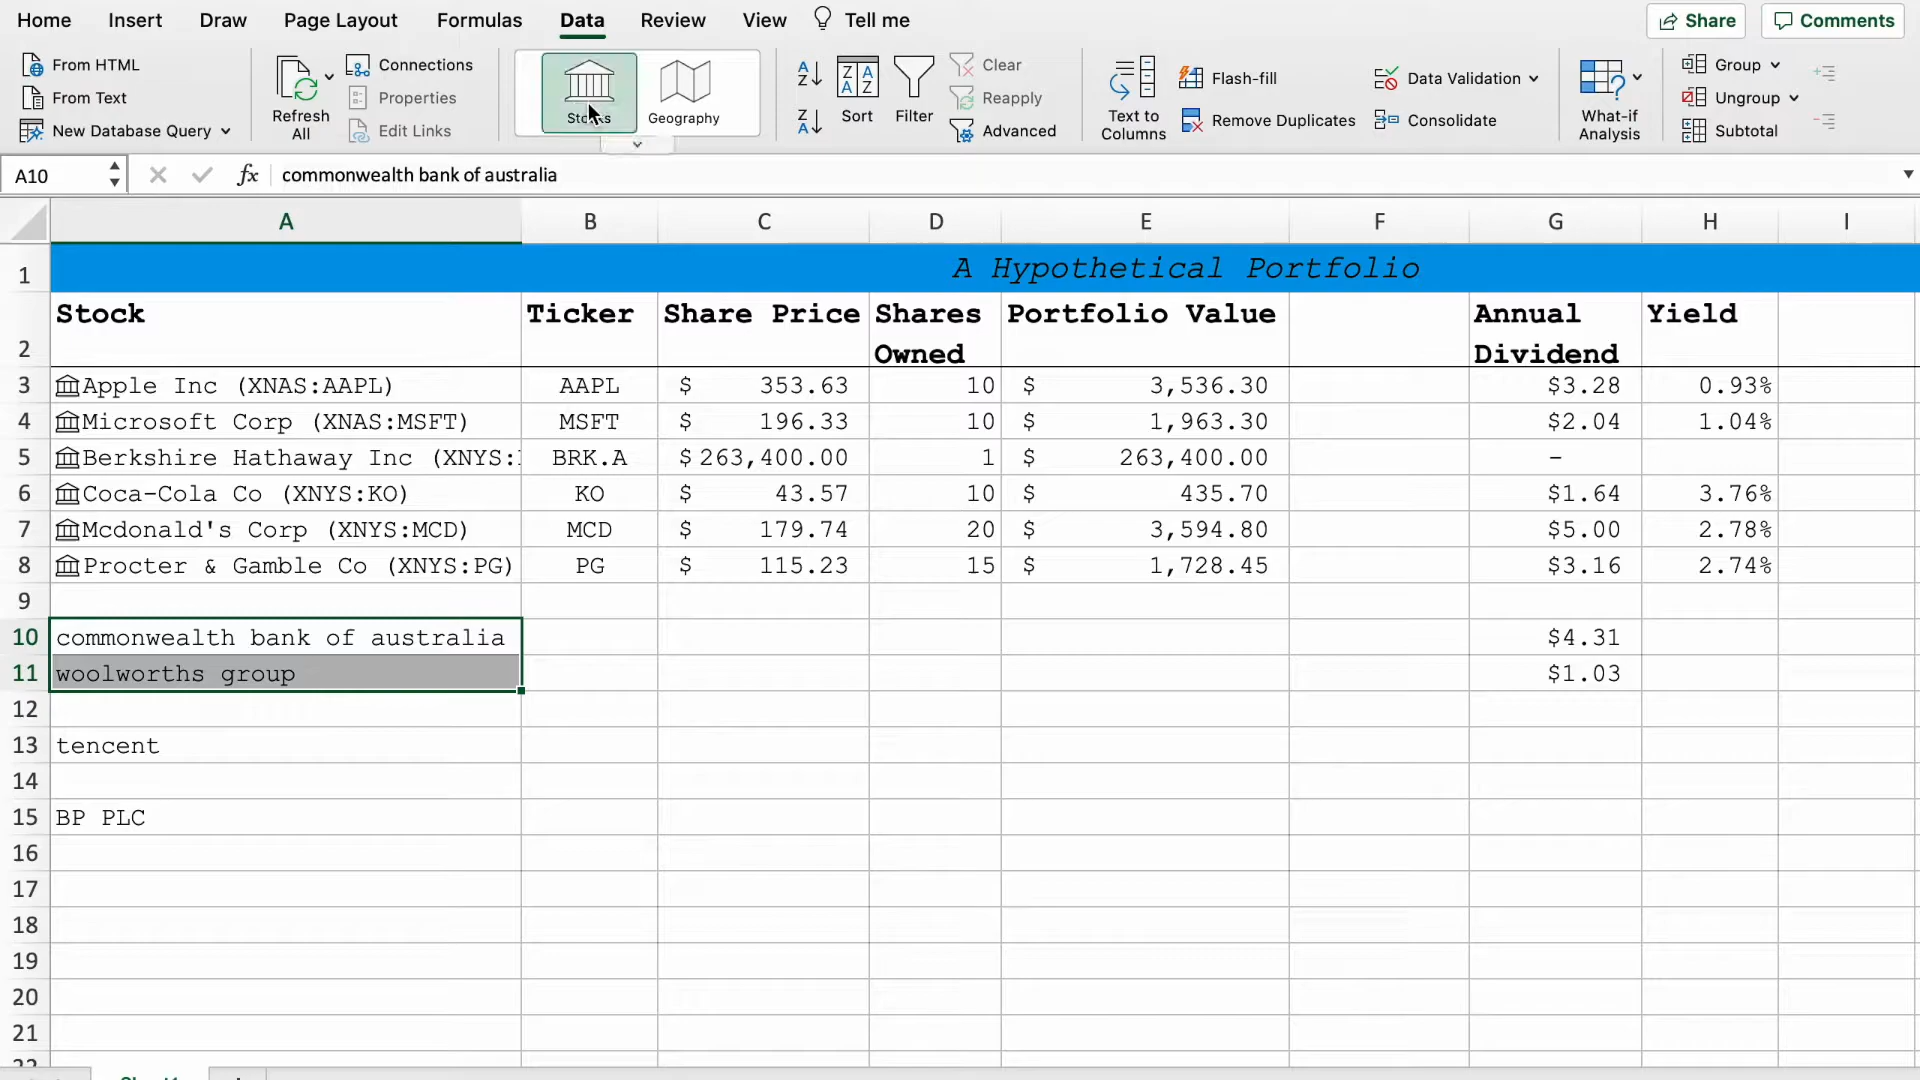 Home Insert Draw Page Layout Formulas Data Review View Tell me Share Comments
From HTML
From Text
New Database Query
Refresh
All
Connections
Properties
Edit Links
Stocks Geography
Sort Filter
Clear
Reapply
Advanced
Text to
Columns
Flash-fill
Remove Duplicates
Data Validation
Consolidate
What-if
Analysis
Group
Ungroup
Subtotal
A10 fx commonwealth bank of australia
A B C D E F G H I
1 A Hypothetical Portfolio
2 Stock Ticker Share Price Shares Owned Portfolio Value Annual Dividend Yield
3 Apple Inc (XNAS:AAPL) AAPL $ 353.63 10 $ 3,536.30 $3.28 0.93%
4 Microsoft Corp (XNAS:MSFT) MSFT $ 196.33 10 $ 1,963.30 $2.04 1.04%
5 Berkshire Hathaway Inc (XNYS: BRK.A $ 263,400.00 1 $ 263,400.00 -
6 Coca-Cola Co (XNYS:KO) KO $ 43.57 10 $ 435.70 $1.64 3.76%
7 Mcdonald's Corp (XNYS:MCD) MCD $ 179.74 20 $ 3,594.80 $5.00 2.78%
8 Procter & Gamble Co (XNYS:PG) PG $ 115.23 15 $ 1,728.45 $3.16 2.74%
9
10 commonwealth bank of australia $4.31
11 woolworths group $1.03
12
13 tencent
14
15 BP PLC
16
17
18
19
20
21